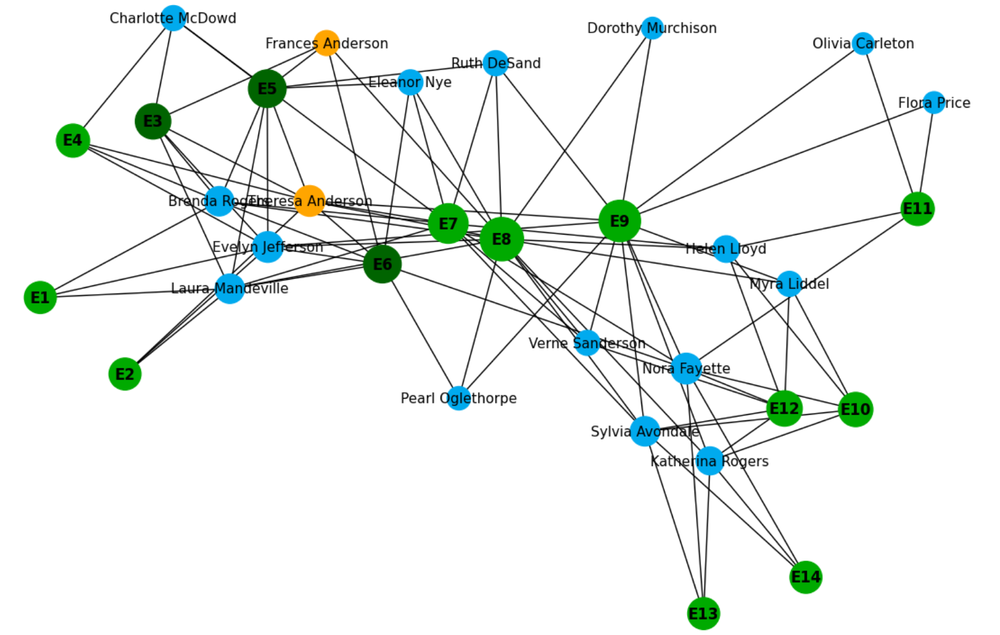 Charlotte McDowd
Frances Anderson
Dorothy Murchison
Olivia Carleton
Ruth DeSand
Eleanor Nye
E5
Flora Price
E3
E4
Brenda Rogers
Theresa Anderson
E11
E7
E9
E8
Evelyn Jefferson
Helen Lloyd
E6
Laura Mandeville
Myra Liddel
E1
Verne Sanderson
Nora Fayette
E2
Pearl Oglethorpe
E12
E10
Sylvia Avondale
Katherina Rogers
E14
E13